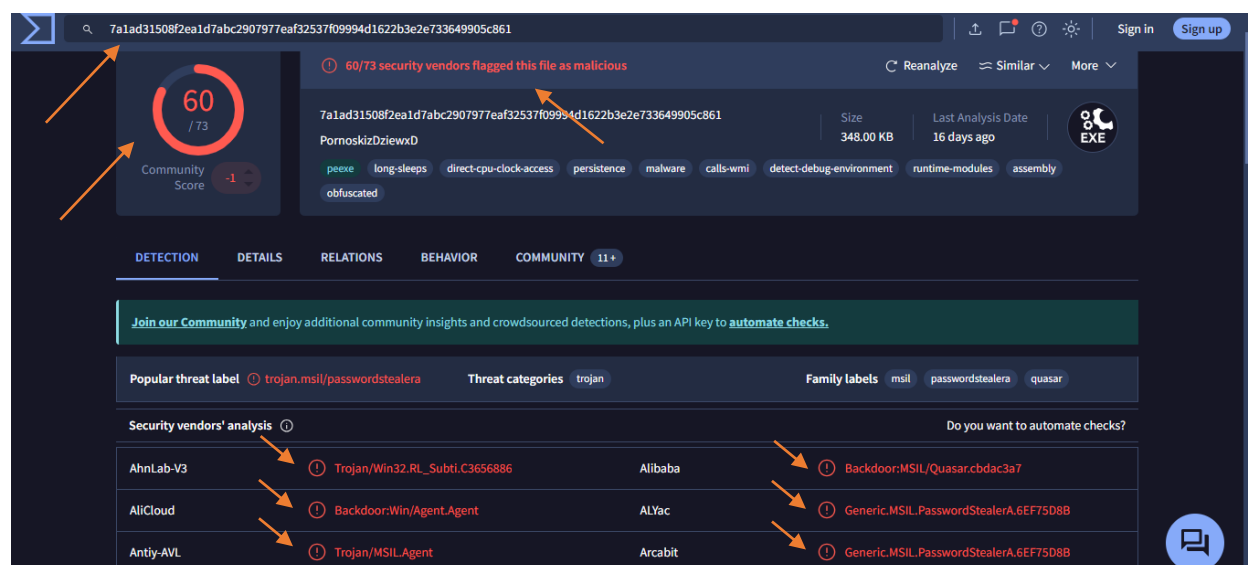 7a1ad31508f2ea1d7abc2907977eaf32537f09994d1622b3e2e733649905c861
Sign in
Sign up
60
/ 73
Community
Score
-1
60/73 security vendors flagged this file as malicious
Reanalyze
Similar
More
7a1ad31508f2ea1d7abc2907977eaf32537f09994d1622b3e2e733649905c861
PornoskizDziewxD
Size
348.00 KB
Last Analysis Date
16 days ago
EXE
peexe long-sleeps direct-cpu-clock-access persistence malware calls-wmi detect-debug-environment runtime-modules assembly
obfuscated
DETECTION DETAILS RELATIONS BEHAVIOR COMMUNITY 11+
Join our Community and enjoy additional community insights and crowdsourced detections, plus an API key to automate checks.
Popular threat label trojan.msil/passwordstealera Threat categories trojan Family labels msil passwordstealera quasar
Security vendors' analysis Do you want to automate checks?
AhnLab-V3 Trojan/Win32.RL_Subti.C3656886 Alibaba Backdoor:MSIL/Quasar.cbdac3a7
AliCloud Backdoor:Win/Agent.Agent ALYac Generic.MSIL.PasswordStealerA.6EF75D8B
Antiy-AVL Trojan/MSIL.Agent Arcabit Generic.MSIL.PasswordStealerA.6EF75D8B